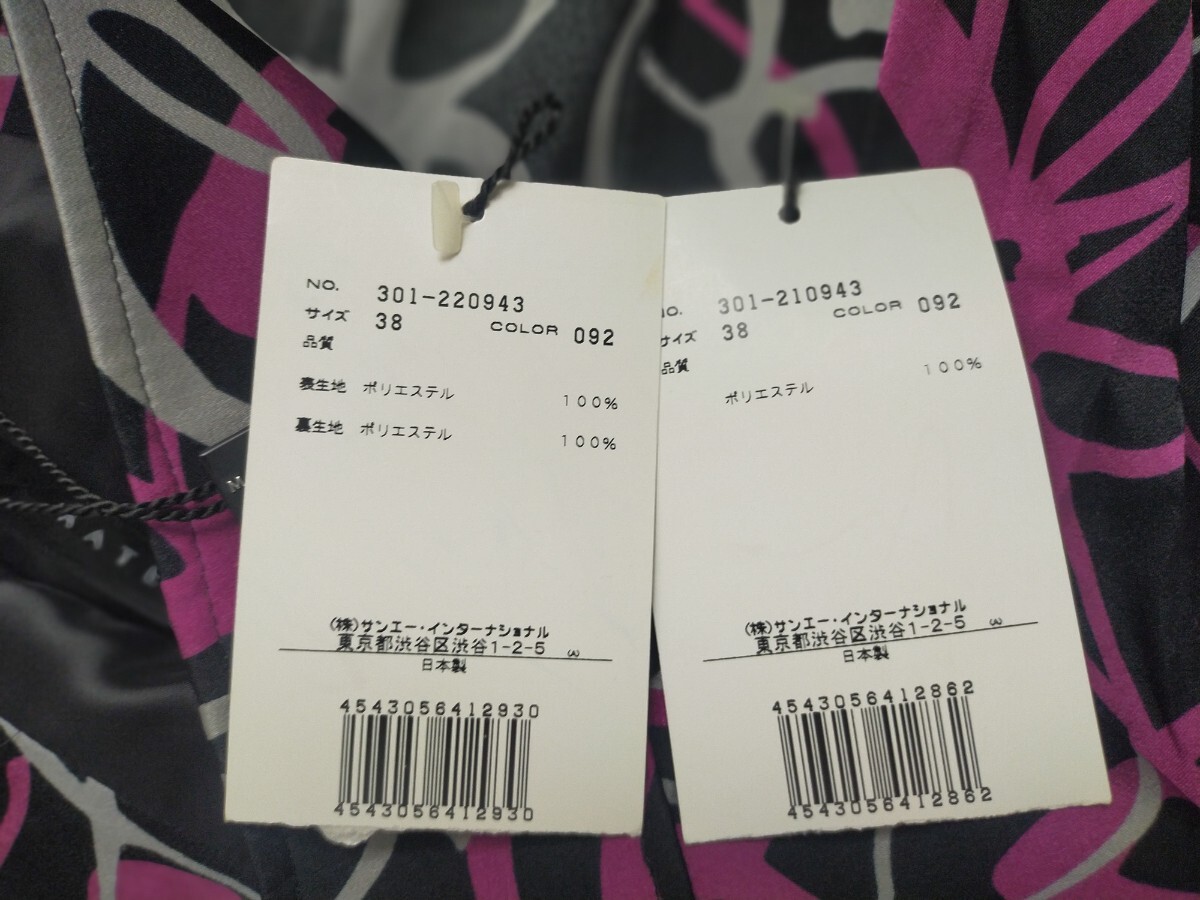 NO. 301-220943
サイズ 38 COLOR 092
品質
表生地 ポリエステル 100%
裏生地 ポリエステル 100%
(株)サンエー・インターナショナル
東京都渋谷区渋谷1-2-5 ω
日本製
4543056412930
4543056412930
NO. 301-210943
サイズ 38 COLOR 092
品質
ポリエステル 100%
(株)サンエー・インターナショナル
東京都渋谷区渋谷1-2-5 ω
日本製
4543056412862
4543056412862